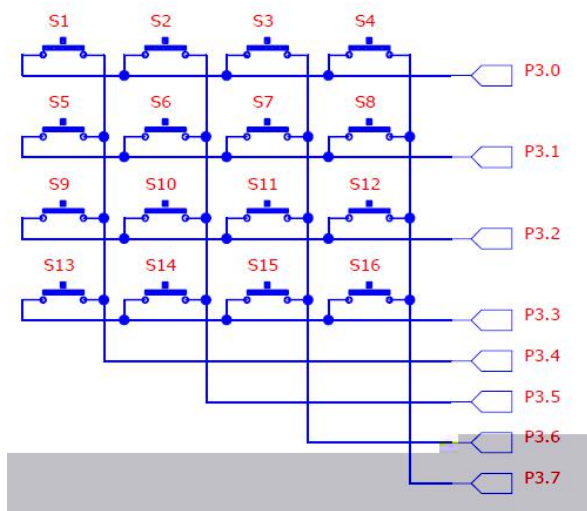 S1 S2 S3 S4
P3.0
S5 S6 S7 S8
P3.1
S9 S10 S11 S12
P3.2
S13 S14 S15 S16
P3.3
P3.4
P3.5
P3.6
P3.7